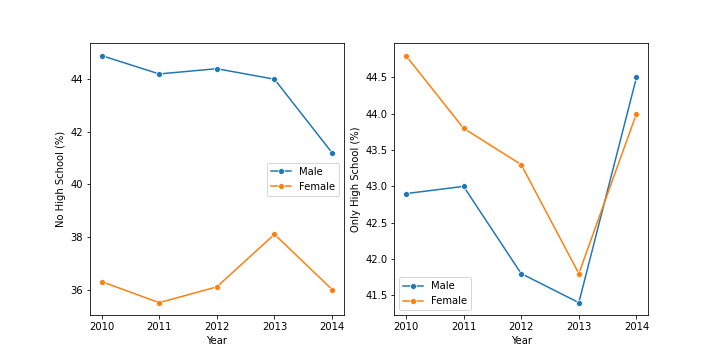 No High School (%)
44
42
40
38
36
2010 2011 2012 2013 2014
Year
Male
Female
Only High School (%)
44.5
44.0
43.5
43.0
42.5
42.0
41.5
2010 2011 2012 2013 2014
Year
Male
Female